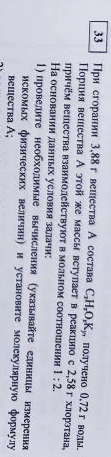 33
При сгорании 3,88 г вещества А состава CₓHᵧOᵤKᵥ получено 0,72 г воды.
Порция вещества А этой же массы вступает в реакцию с 2,58 г хлорэтана,
причём вещества взаимодействуют в мольном соотношении 1 : 2.
На основании данных условия задачи:
1) проведите необходимые вычисления (указывайте единицы измерения
искомых физических величин) и установите молекулярную формулу
вещества А;